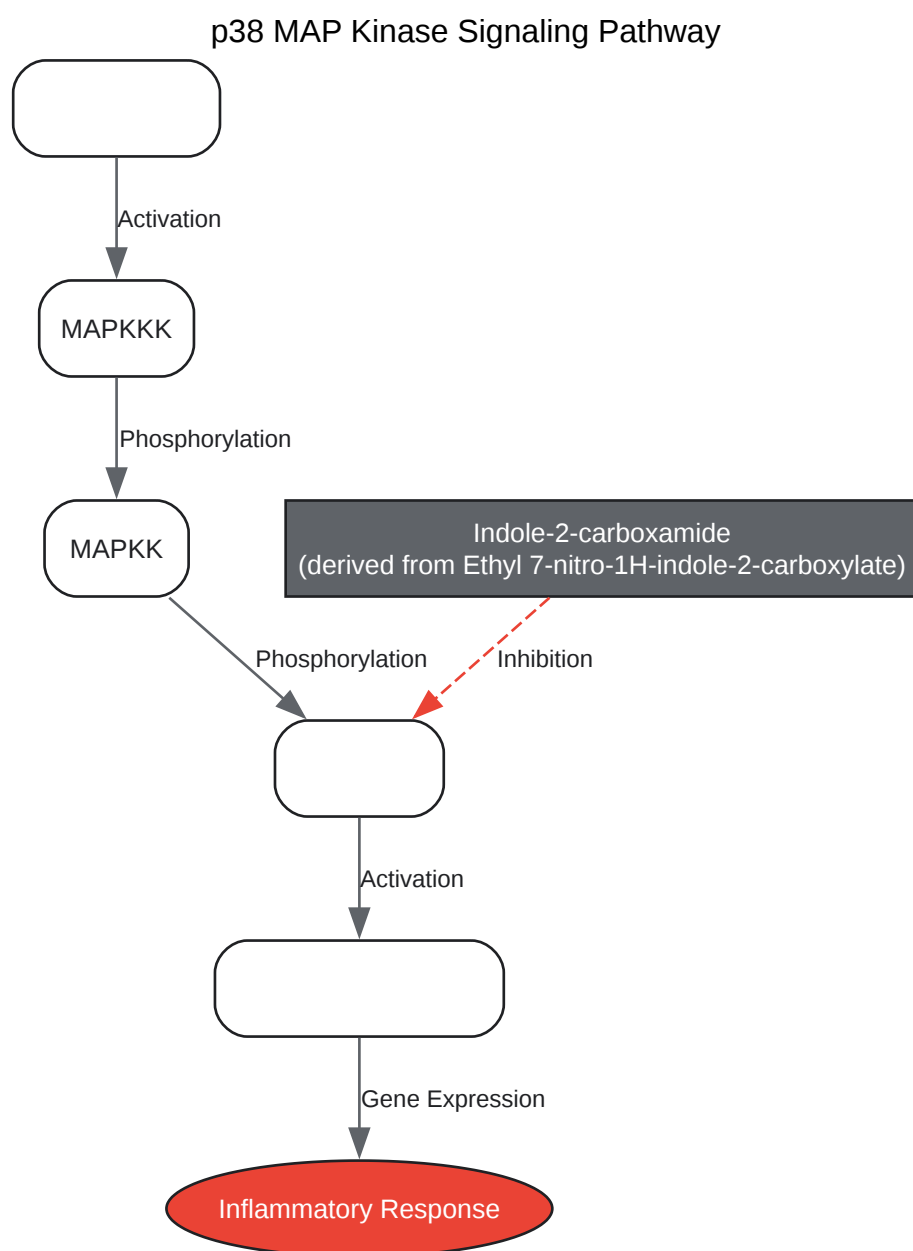 p38 MAP Kinase Signaling Pathway
Activation
MAPKKK
Phosphorylation
MAPKK
Indole-2-carboxamide
(derived from Ethyl 7-nitro-1H-indole-2-carboxylate)
Phosphorylation
Inhibition
Activation
Gene Expression
Inflammatory Response